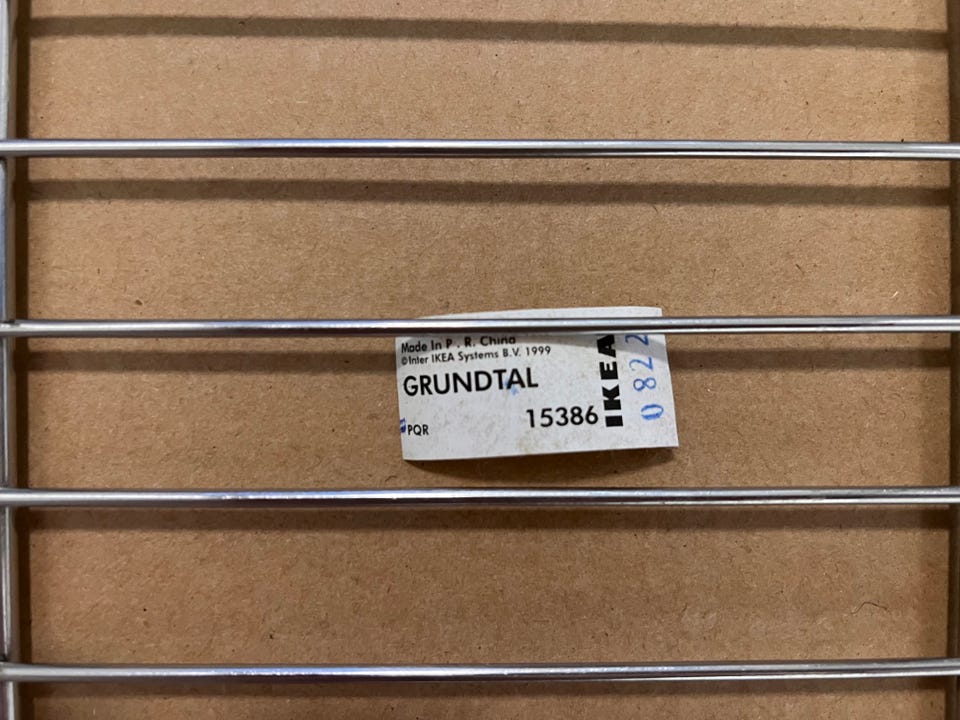 Made In P. R. China
©Inter IKEA Systems B.V. 1999
GRUNDTAL
15386
PQR
IKEA
0822